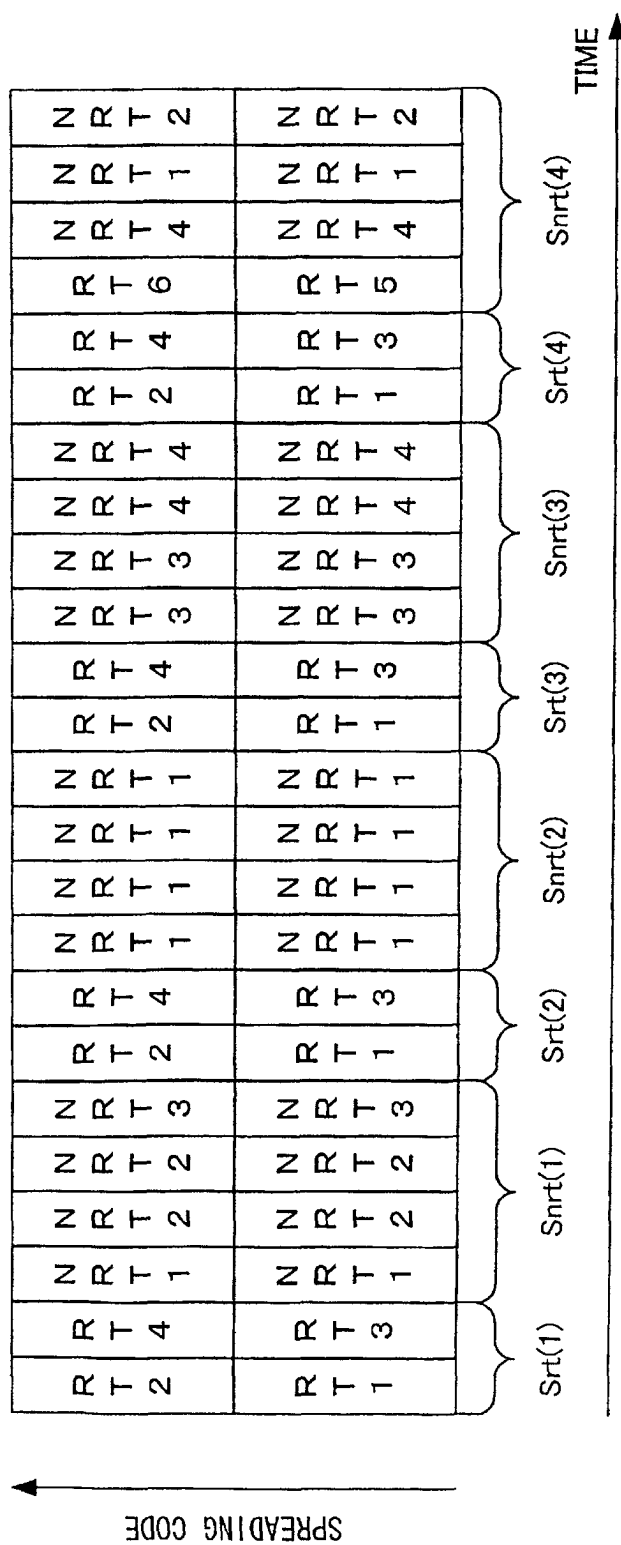 SPREADING CODE
RT2 RT4 NRT1 NRT2 NRT2 NRT3 RT2 RT4 NRT1 NRT1 NRT1 NRT1 RT2 RT4 NRT3 NRT3 NRT4 NRT4 RT2 RT4 RT6 NRT4 NRT1 NRT2
RT1 RT3 NRT1 NRT2 NRT2 NRT3 RT1 RT3 NRT1 NRT1 NRT1 NRT1 RT1 RT3 NRT3 NRT3 NRT4 NRT4 RT1 RT3 RT5 NRT4 NRT1 NRT2
Srt(1) Snrt(1) Srt(2) Snrt(2) Srt(3) Snrt(3) Srt(4) Snrt(4)
TIME